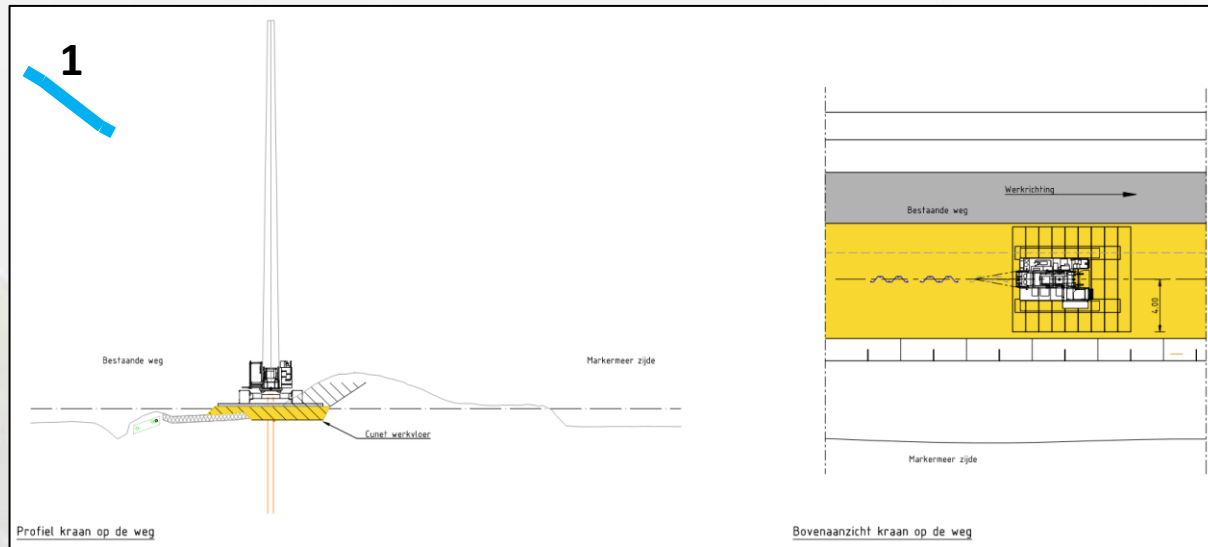 1
Bestaande weg
Markermeer zijde
Cunet werkvloer
Profiel kraan op de weg
Werkrichting
Bestaande weg
4.00
Markermeer zijde
Bovenaanzicht kraan op de weg